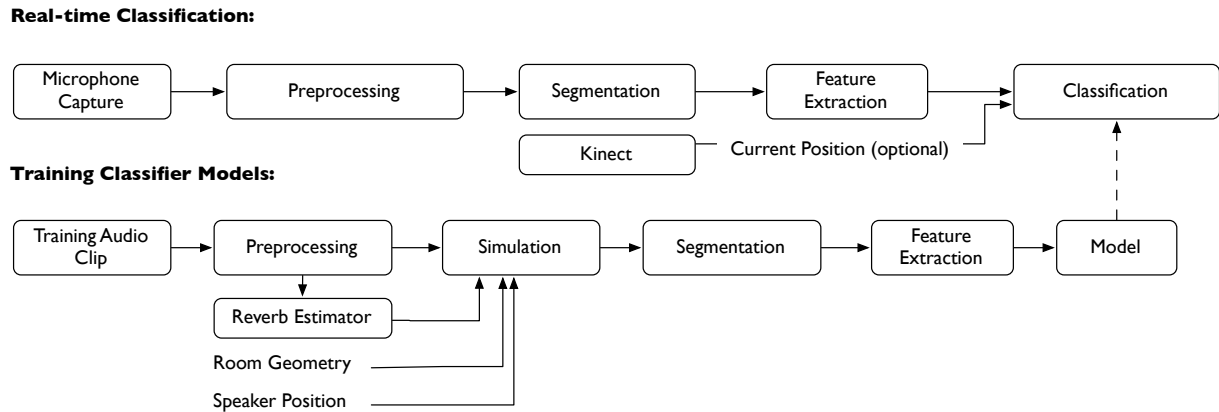 Real-time Classification:
Microphone
Capture
Preprocessing
Segmentation
Feature
Extraction
Classification
Kinect
Current Position (optional)
Training Classifier Models:
Training Audio
Clip
Preprocessing
Simulation
Segmentation
Feature
Extraction
Model
Reverb Estimator
Room Geometry
Speaker Position